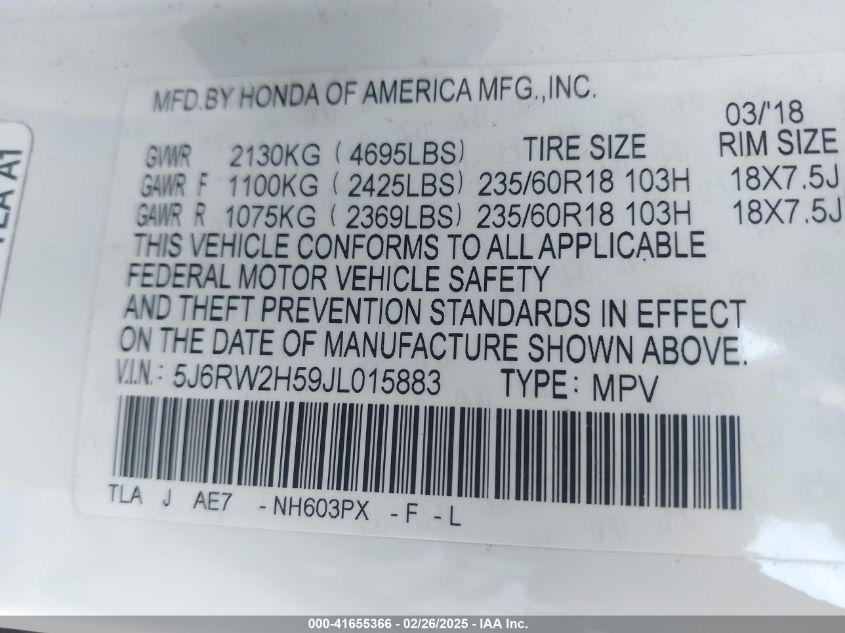 MFD.BY HONDA OF AMERICA MFG.,INC.
03/'18
GVWR 2130KG ( 4695LBS) TIRE SIZE RIM SIZE
GAWR F 1100KG ( 2425LBS) 235/60R18 103H 18X7.5J
GAWR R 1075KG ( 2369LBS) 235/60R18 103H 18X7.5J
THIS VEHICLE CONFORMS TO ALL APPLICABLE
FEDERAL MOTOR VEHICLE SAFETY
AND THEFT PREVENTION STANDARDS IN EFFECT
ON THE DATE OF MANUFACTURE SHOWN ABOVE.
V.I.N.: 5J6RW2H59JL015883 TYPE: MPV
TLA J AE7 -NH603PX -F -L
TLA A1
000-41655366 - 02/26/2025 - IAA Inc.